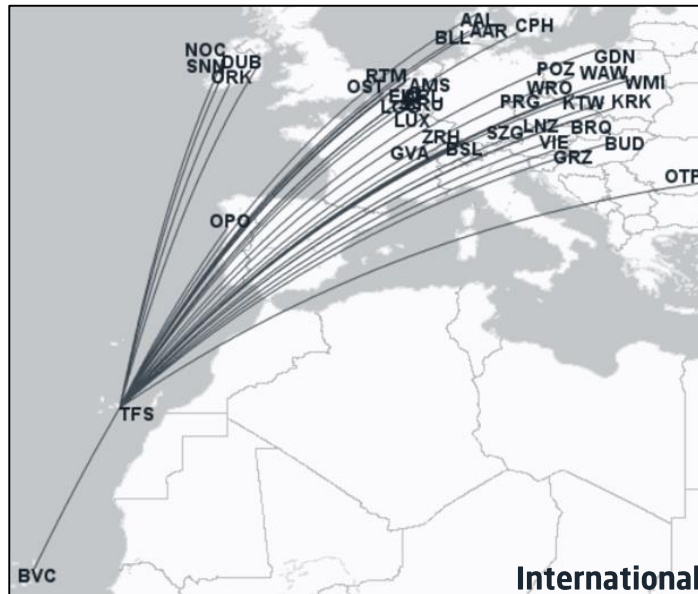 AAL
AAR
CPH
BLL
NOC
DUB
SNN
ORK
GDN
RTM
POZ
WAW
OST
AMS
WMI
WRO
PRG
KTW
KRK
LUX
LNZ
BRQ
SZG
ZRH
VIE
BUD
GVA
BSL
GRZ
OTP
OPO
TFS
BVC
International